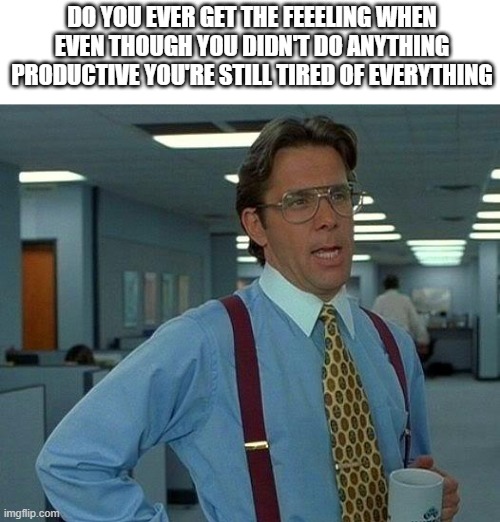 DO YOU EVER GET THE FEEELING WHEN
EVEN THOUGH YOU DIDN'T DO ANYTHING
PRODUCTIVE YOU'RE STILL TIRED OF EVERYTHING
imgflip.com